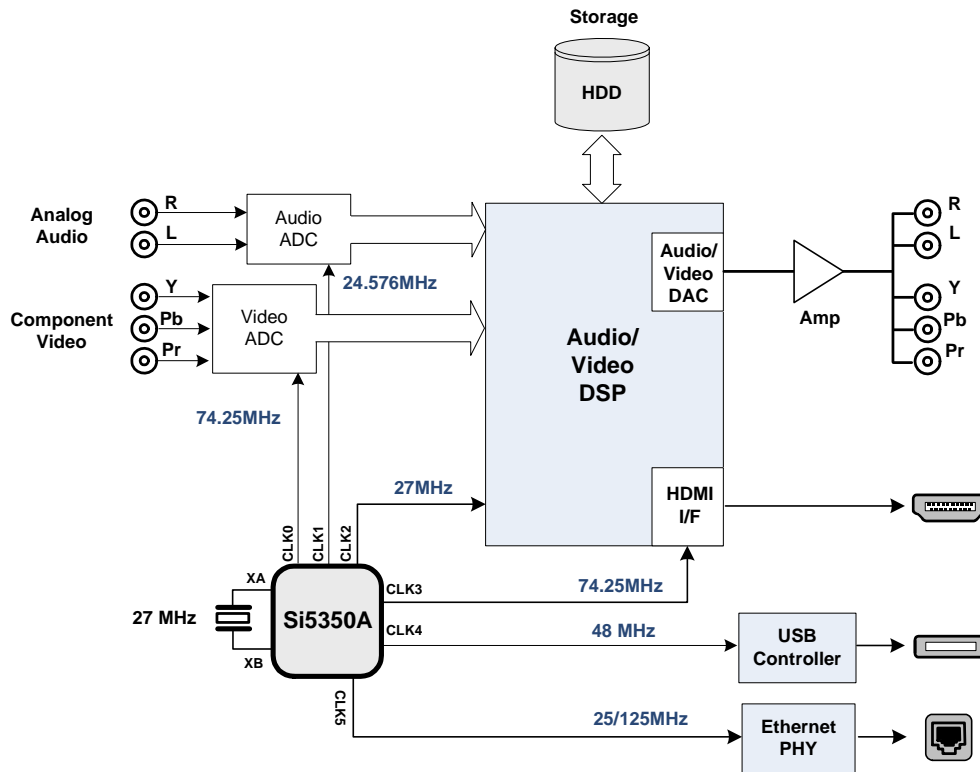 Storage
HDD
Analog
Audio
R
L
Audio
ADC
24.576MHz
Component
Video
Y
Pb
Pr
Video
ADC
74.25MHz
Audio/
Video
DSP
Audio/
Video
DAC
Amp
R
L
Y
Pb
Pr
27MHz
HDMI
I/F
CLK0
CLK1
CLK2
XA
27 MHz
XB
Si5350A
CLK3
74.25MHz
CLK4
48 MHz
USB
Controller
CLK5
25/125MHz
Ethernet
PHY